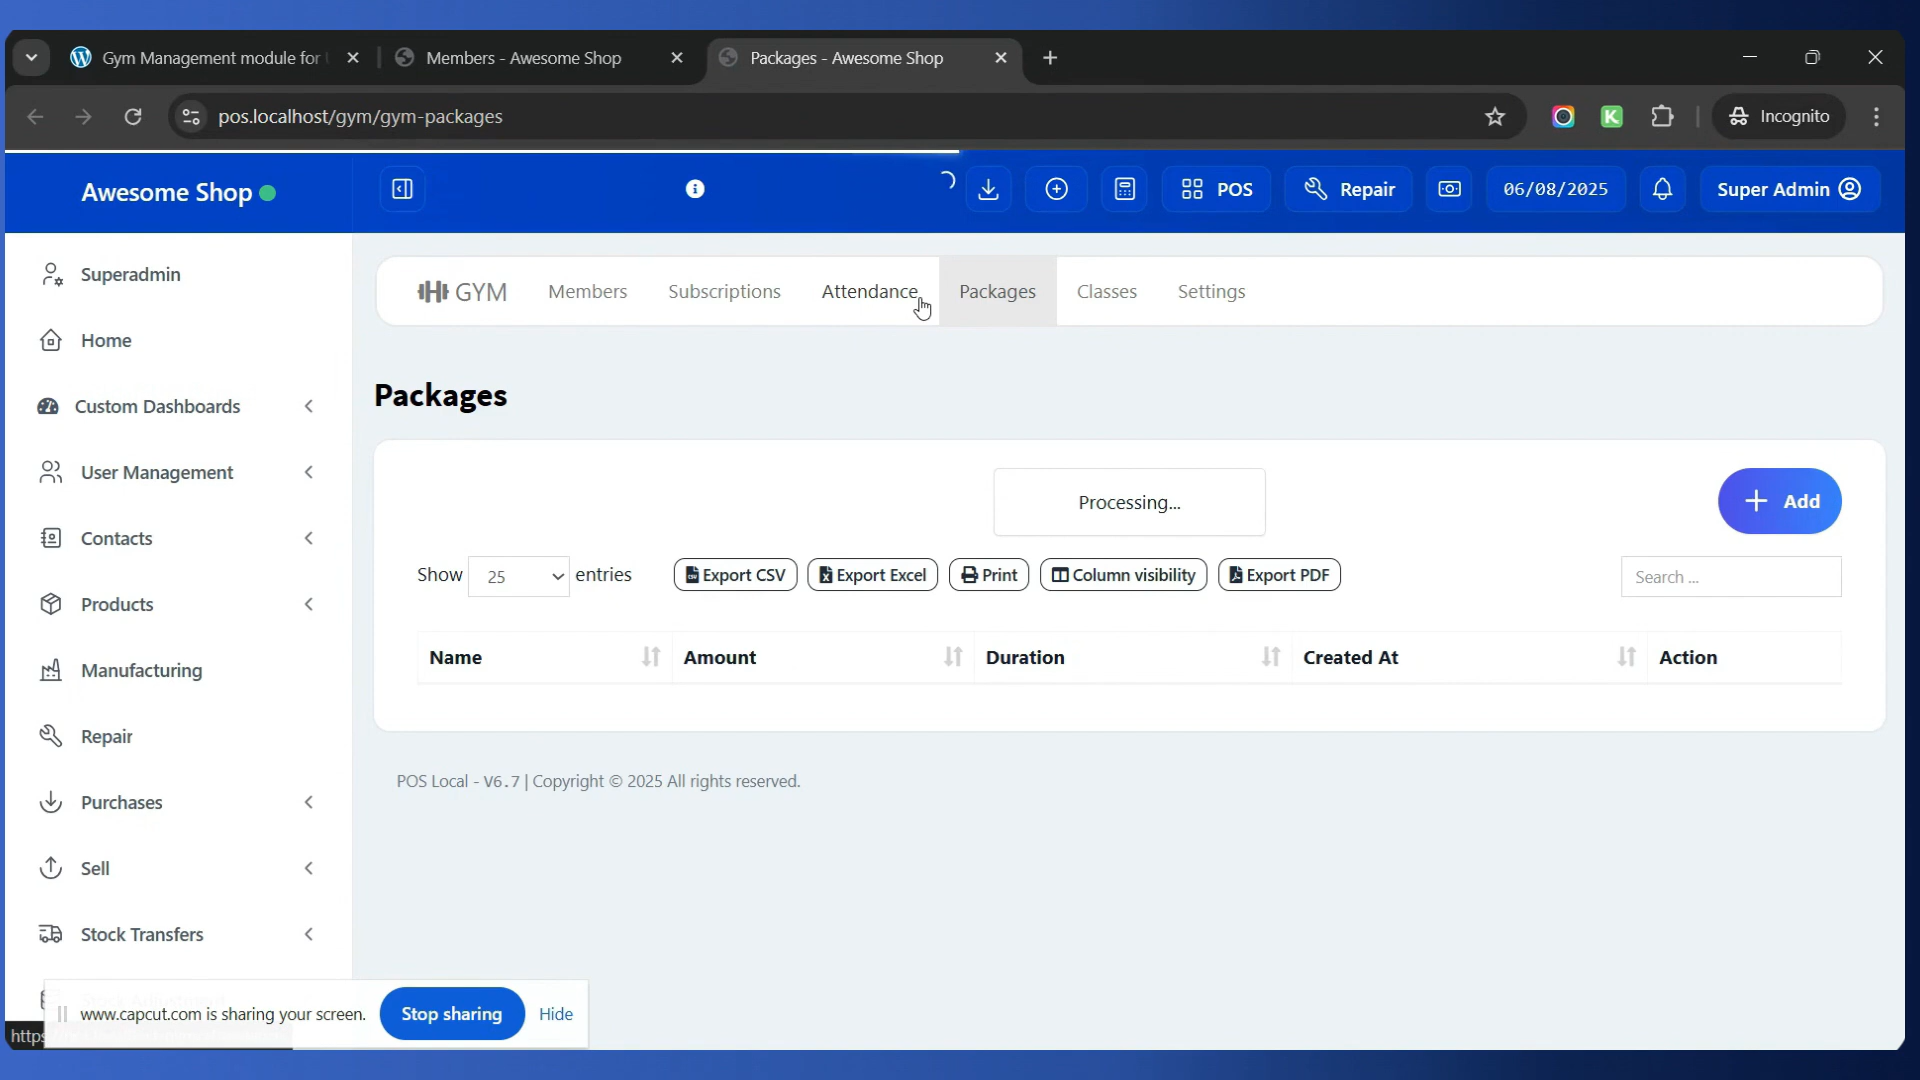 Gym Management module for
Members - Awesome Shop
Packages - Awesome Shop
pos.localhost/gym/gym-packages
K
Incognito
Awesome Shop
POS
Repair
06/08/2025
Super Admin
Superadmin
Home
Custom Dashboards
User Management
Contacts
Products
Manufacturing
Repair
Purchases
Sell
Stock Transfers
GYM
Members
Subscriptions
Attendance
Packages
Classes
Settings
Packages
Processing...
+ Add
Show 25 entries
Export CSV
Export Excel
Print
Column visibility
Export PDF
Search ...
Name
Amount
Duration
Created At
Action
POS Local - V6.7 | Copyright © 2025 All rights reserved.
www.capcut.com is sharing your screen.
Stop sharing
Hide